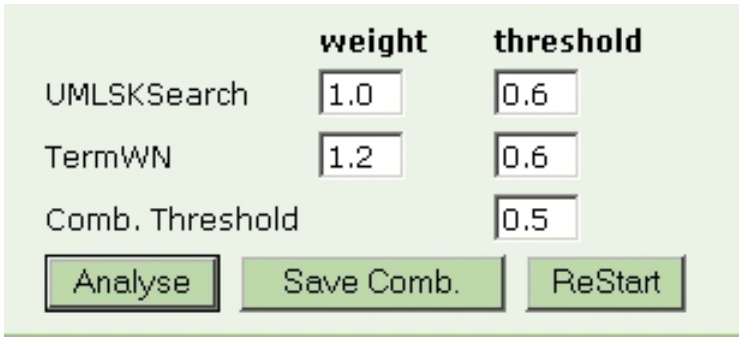 weight threshold
UMLSKSearch 1.0 0.6
TermWN 1.2 0.6
Comb. Threshold 0.5
Analyse Save Comb. ReStart